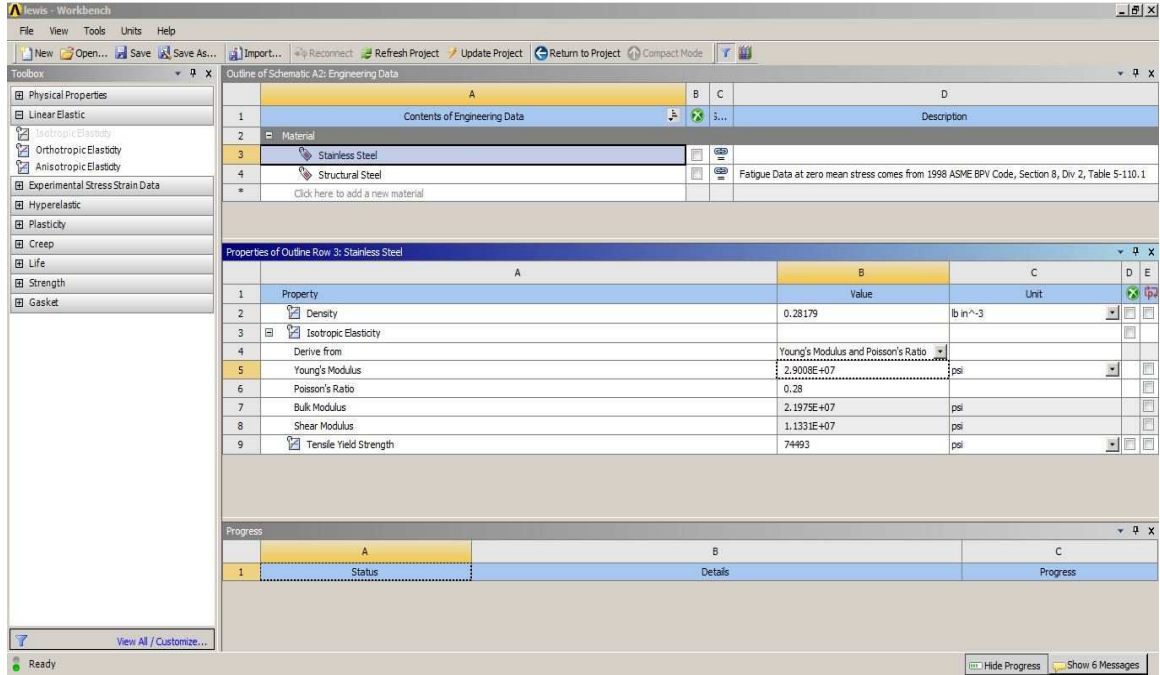 lewis - Workbench
File View Tools Units Help
New Open... Save Save As... Import... Reconnect Refresh Project Update Project Return to Project Compact Mode
Toolbox
Physical Properties
Linear Elastic
Isotropic Elasticity
Orthotropic Elasticity
Anisotropic Elasticity
Experimental Stress Strain Data
Hyperelastic
Plasticity
Creep
Life
Strength
Gasket
View All / Customize...
Outline of Schematic A2: Engineering Data
A B C D
1 Contents of Engineering Data S... Description
2 Material
3 Stainless Steel
4 Structural Steel Fatigue Data at zero mean stress comes from 1998 ASME BPV Code, Section 8, Div 2, Table 5-110.1
* Click here to add a new material
Properties of Outline Row 3: Stainless Steel
A B C D E
1 Property Value Unit
2 Density 0.28179 lb in^-3
3 Isotropic Elasticity
4 Derive from Young's Modulus and Poisson's Ratio
5 Young's Modulus 2.9008E+07 psi
6 Poisson's Ratio 0.28
7 Bulk Modulus 2.1975E+07 psi
8 Shear Modulus 1.1331E+07 psi
9 Tensile Yield Strength 74493 psi
Progress
A B C
1 Status Details Progress
Ready Hide Progress Show 6 Messages